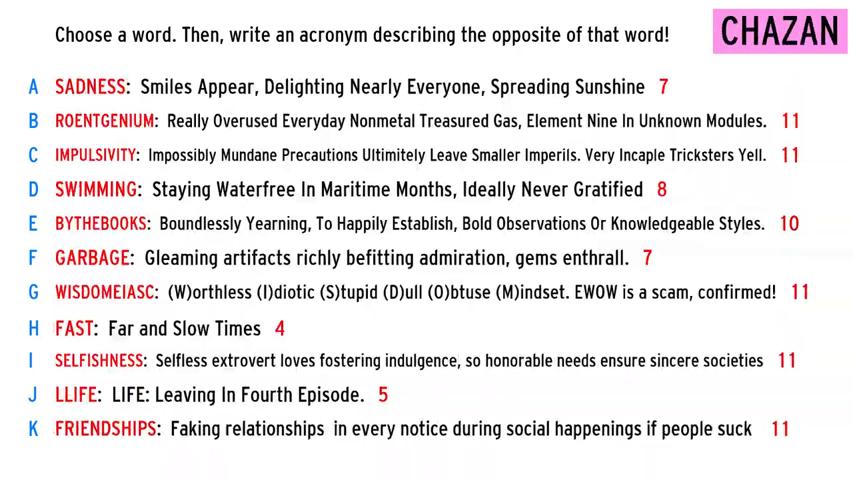 Choose a word. Then, write an acronym describing the opposite of that word!
CHAZAN
A SADNESS: Smiles Appear, Delighting Nearly Everyone, Spreading Sunshine 7
B ROENTGENIUM: Really Overused Everyday Nonmetal Treasured Gas, Element Nine In Unknown Modules. 11
C IMPULSIVITY: Impossibly Mundane Precautions Ultimitely Leave Smaller Imperils. Very Incaple Tricksters Yell. 11
D SWIMMING: Staying Waterfree In Maritime Months, Ideally Never Gratified 8
E BYTHEBOOKS: Boundlessly Yearning, To Happily Establish, Bold Observations Or Knowledgeable Styles. 10
F GARBAGE: Gleaming artifacts richly befitting admiration, gems enthrall. 7
G WISDOMEIASC: (W)orthless (I)diotic (S)tupid (D)ull (O)btuse (M)indset. EWOW is a scam, confirmed! 11
H FAST: Far and Slow Times 4
I SELFISHNESS: Selfless extrovert loves fostering indulgence, so honorable needs ensure sincere societies 11
J LLIFE: LIFE: Leaving In Fourth Episode. 5
K FRIENDSHIPS: Faking relationships in every notice during social happenings if people suck 11